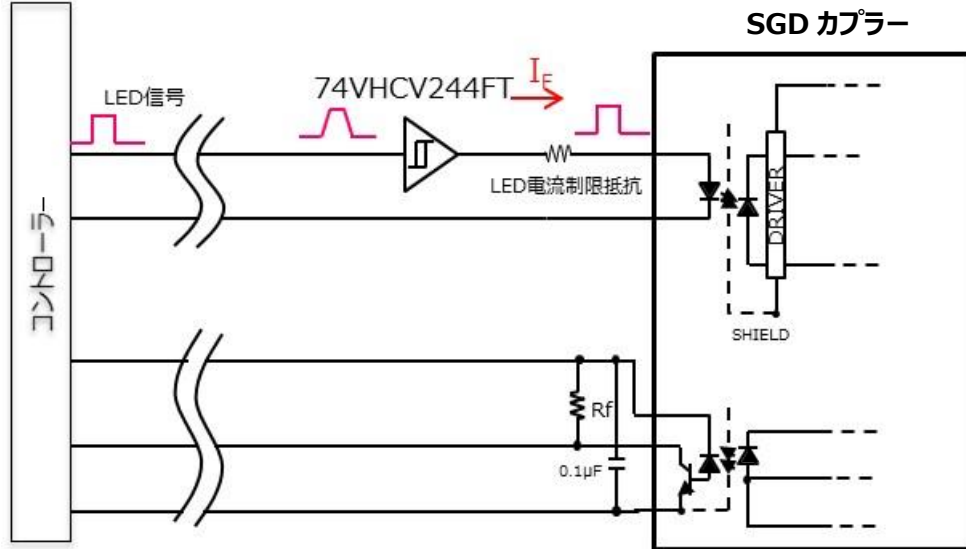 SGD カプラー
74VHCV244FT
IF
LED信号
LED電流制限抵抗
コントローラー
DRIVER
SHIELD
Rf
0.1μF